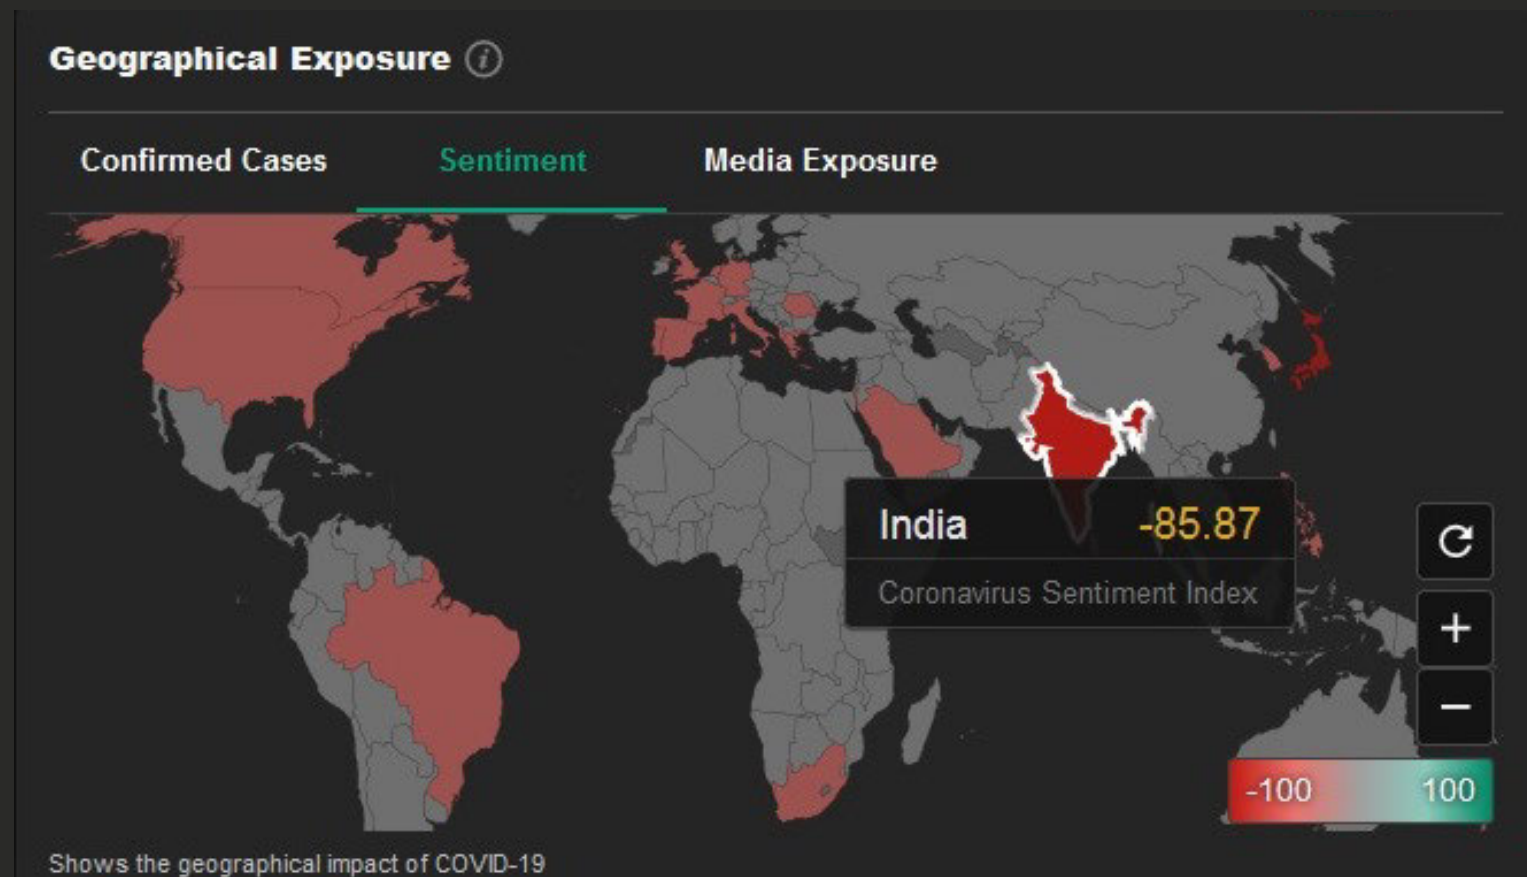 Geographical Exposure
Confirmed Cases Sentiment Media Exposure
India -85.87
Coronavirus Sentiment Index
-100 100
Shows the geographical impact of COVID-19